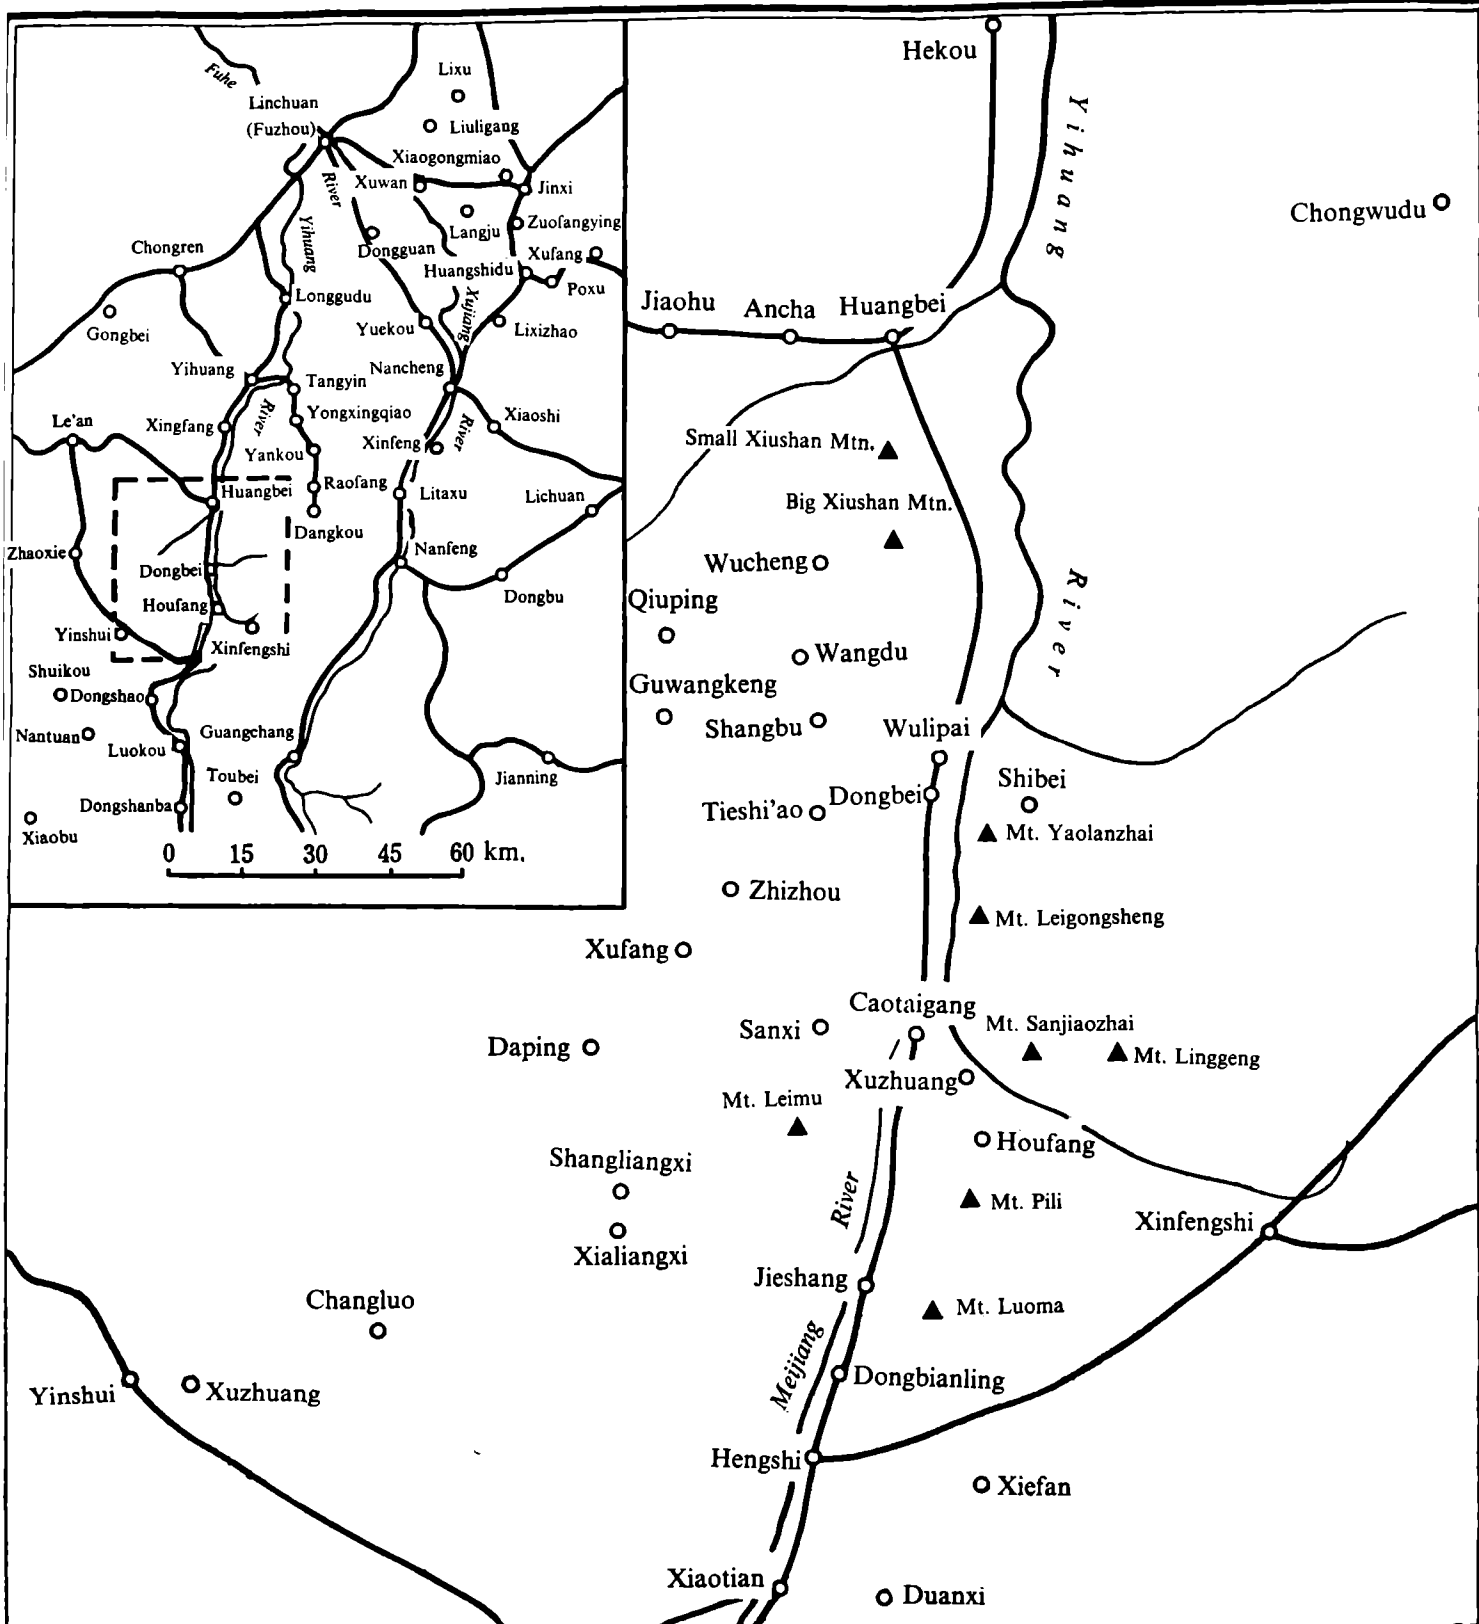 Fuhe
Lixu
Linchuan
(Fuzhou)
Liuligang
Xiaogongmiao
River
Xuwan
Jinxi
Yihuang
Langju
Zuofangying
Chongren
Dongguan
Xufang
Huangshidu
Poxu
Longgudu
Xujiang
Gongbei
Yuekou
Lixizhao
Yihuang
Nancheng
Tangyin
River
Yongxingqiao
Xiaoshi
Le'an
Xingfang
River
Yankou
Xinfeng
Huangbei
Raofang
Litaxu
Lichuan
Dangkou
Zhaoxie
Nanfeng
Dongbei
Dongbu
Houfang
Yinshui
Xinfengshi
Shuikou
Dongshao
Nantuan
Luokou
Guangchang
Toubei
Jianning
Dongshanba
Xiaobu
0 15 30 45 60 km.
Hekou
Yihuang
Chongwudu
Jiaohu
Ancha
Huangbei
Small Xiushan Mtn.
Big Xiushan Mtn.
Wucheng
Qiuping
River
Wangdu
Guwangkeng
Shangbu
Wulipai
Shibei
Tieshi'ao
Dongbei
Mt. Yaolanzhai
Zhizhou
Mt. Leigongsheng
Xufang
Caotaigang
Sanxi
Mt. Sanjiaozhai
Daping
Mt. Linggeng
Xuzhuang
Mt. Leimu
Houfang
Shangliangxi
River
Mt. Pili
Xinfengshi
Xialiangxi
Jieshang
Changluo
Mt. Luoma
Meijiang
Dongbianling
Yinshui
Xuzhuang
Hengshi
Xiefan
Xiaotian
Duanxi